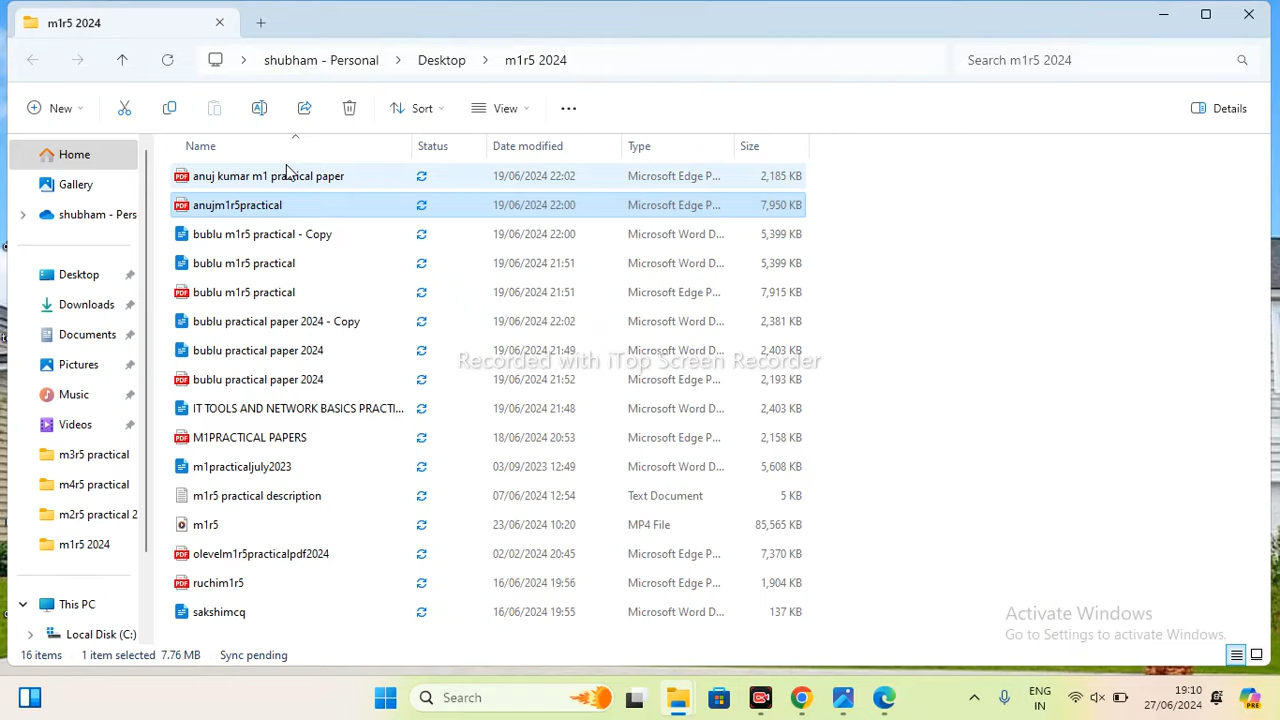 m1r5 2024
shubham - Personal > Desktop > m1r5 2024
Search m1r5 2024
New
Sort
View
Details
Home
Gallery
shubham - Pers
Desktop
Downloads
Documents
Pictures
Music
Videos
m3r5 practical
m4r5 practical
m2r5 practical 2
m1r5 2024
This PC
Local Disk (C:)
Name Status Date modified Type Size
anuj kumar m1 practical paper 19/06/2024 22:02 Microsoft Edge P... 2,185 KB
anujm1r5practical 19/06/2024 22:00 Microsoft Edge P... 7,950 KB
bublu m1r5 practical - Copy 19/06/2024 22:00 Microsoft Word D... 5,399 KB
bublu m1r5 practical 19/06/2024 21:51 Microsoft Word D... 5,399 KB
bublu m1r5 practical 19/06/2024 21:51 Microsoft Edge P... 7,915 KB
bublu practical paper 2024 - Copy 19/06/2024 22:02 Microsoft Word D... 2,381 KB
bublu practical paper 2024 19/06/2024 21:49 Microsoft Word D... 2,403 KB
Recorded with iTop Screen Recorder
bublu practical paper 2024 19/06/2024 21:52 Microsoft Edge P... 2,193 KB
IT TOOLS AND NETWORK BASICS PRACTI... 19/06/2024 21:48 Microsoft Word D... 2,403 KB
M1PRACTICAL PAPERS 18/06/2024 20:53 Microsoft Edge P... 2,158 KB
m1practicaljuly2023 03/09/2023 12:49 Microsoft Word D... 5,608 KB
m1r5 practical description 07/06/2024 12:54 Text Document 5 KB
m1r5 23/06/2024 10:20 MP4 File 85,565 KB
olevelm1r5practicalpdf2024 02/02/2024 20:45 Microsoft Edge P... 7,370 KB
ruchim1r5 16/06/2024 19:56 Microsoft Edge P... 1,904 KB
sakshimcq 16/06/2024 19:55 Microsoft Word D... 137 KB
Activate Windows
Go to Settings to activate Windows.
16 items 1 item selected 7.76 MB Sync pending
Search
ENG
IN
19:10
27/06/2024
PRE